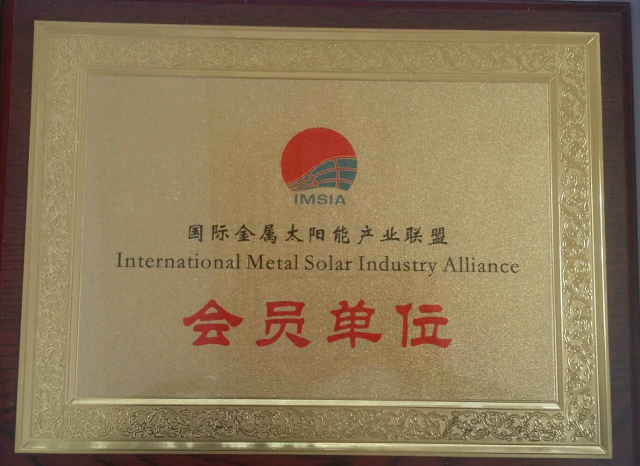 IMSIA
国际金属太阳能产业联盟
International Metal Solar Industry Alliance
会员单位